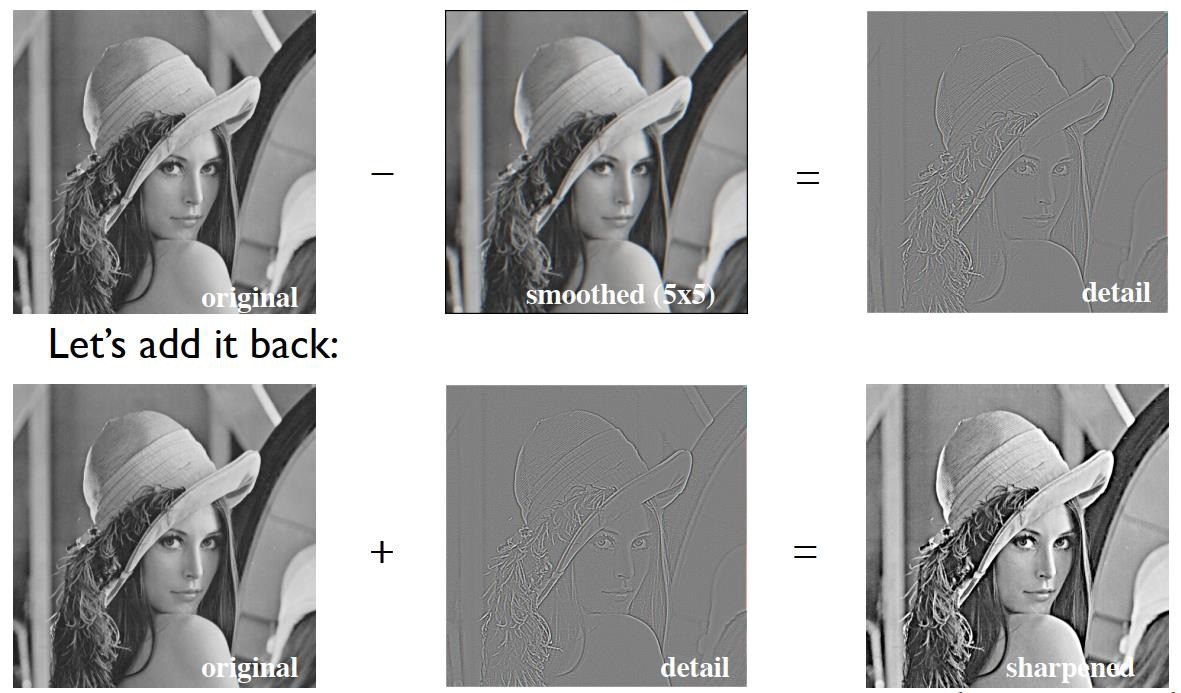 original
−
smoothed (5x5)
=
detail
Let's add it back:
original
+
detail
=
sharpened